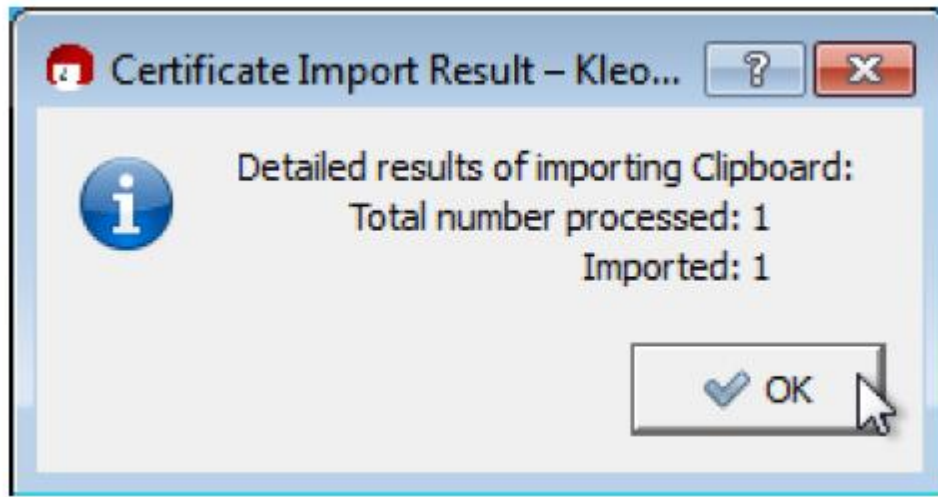 Certificate Import Result – Kleo...
Detailed results of importing Clipboard:
Total number processed: 1
Imported: 1
OK